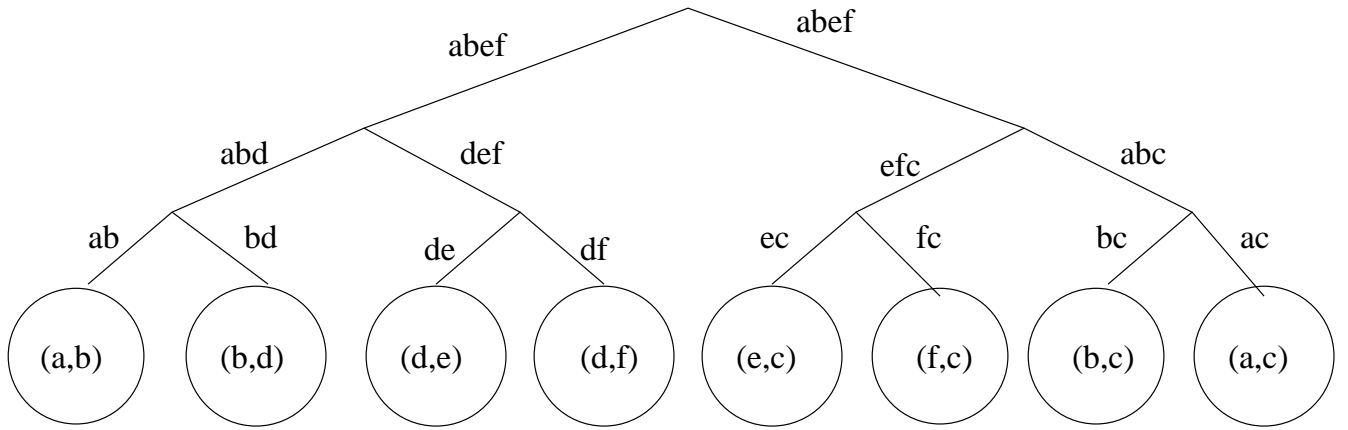 abef abef
abd def efc abc
ab bd de df ec fc bc ac
(a,b) (b,d) (d,e) (d,f) (e,c) (f,c) (b,c) (a,c)